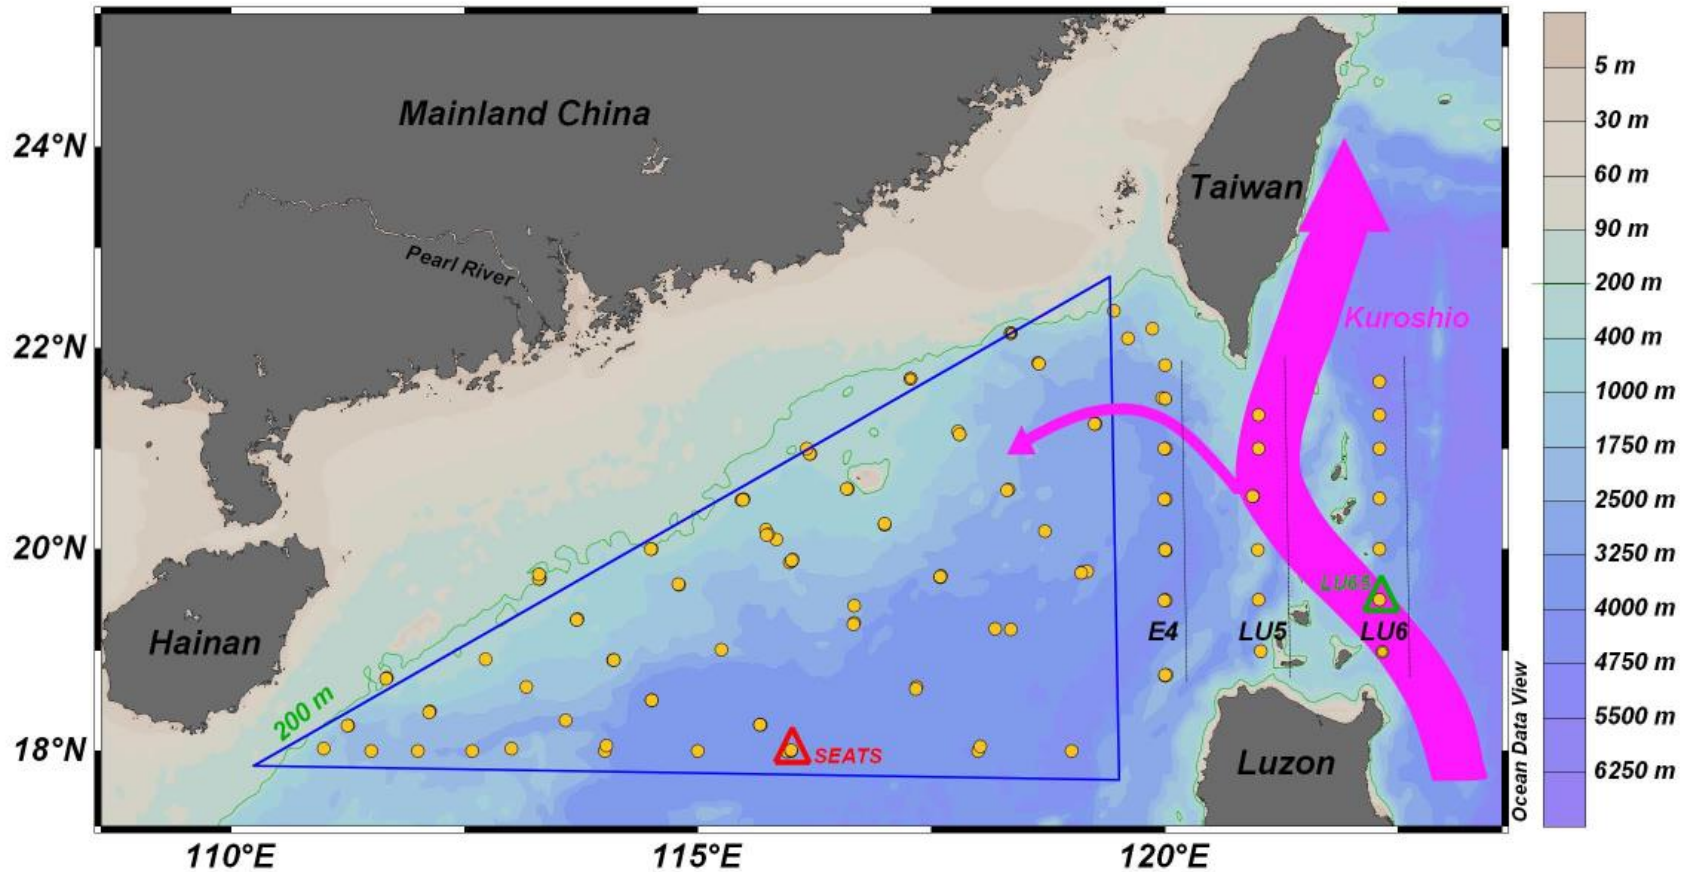 Mainland China
24°N
Taiwan
Pearl River
22°N
Kuroshio
20°N
LU6.5
Hainan
E4
LU5
LU6
200 m
18°N
SEATS
Luzon
110°E
115°E
120°E
Ocean Data View
5 m
30 m
60 m
90 m
200 m
400 m
1000 m
1750 m
2500 m
3250 m
4000 m
4750 m
5500 m
6250 m